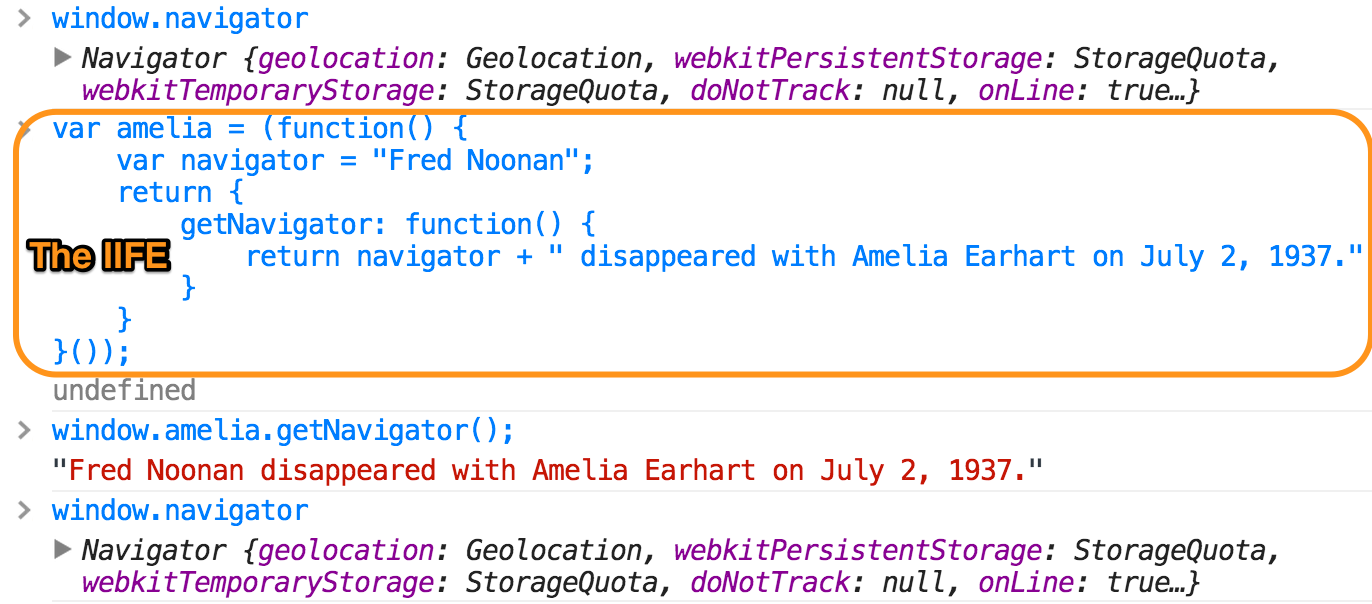 > window.navigator
▶ Navigator {geolocation: Geolocation, webkitPersistentStorage: StorageQuota,
webkitTemporaryStorage: StorageQuota, doNotTrack: null, onLine: true…}
> var amelia = (function() {
    var navigator = "Fred Noonan";
    return {
        getNavigator: function() {
The IIFE
            return navigator + " disappeared with Amelia Earhart on July 2, 1937."
        }
    }
}());
undefined
> window.amelia.getNavigator();
"Fred Noonan disappeared with Amelia Earhart on July 2, 1937."
> window.navigator
▶ Navigator {geolocation: Geolocation, webkitPersistentStorage: StorageQuota,
webkitTemporaryStorage: StorageQuota, doNotTrack: null, onLine: true…}